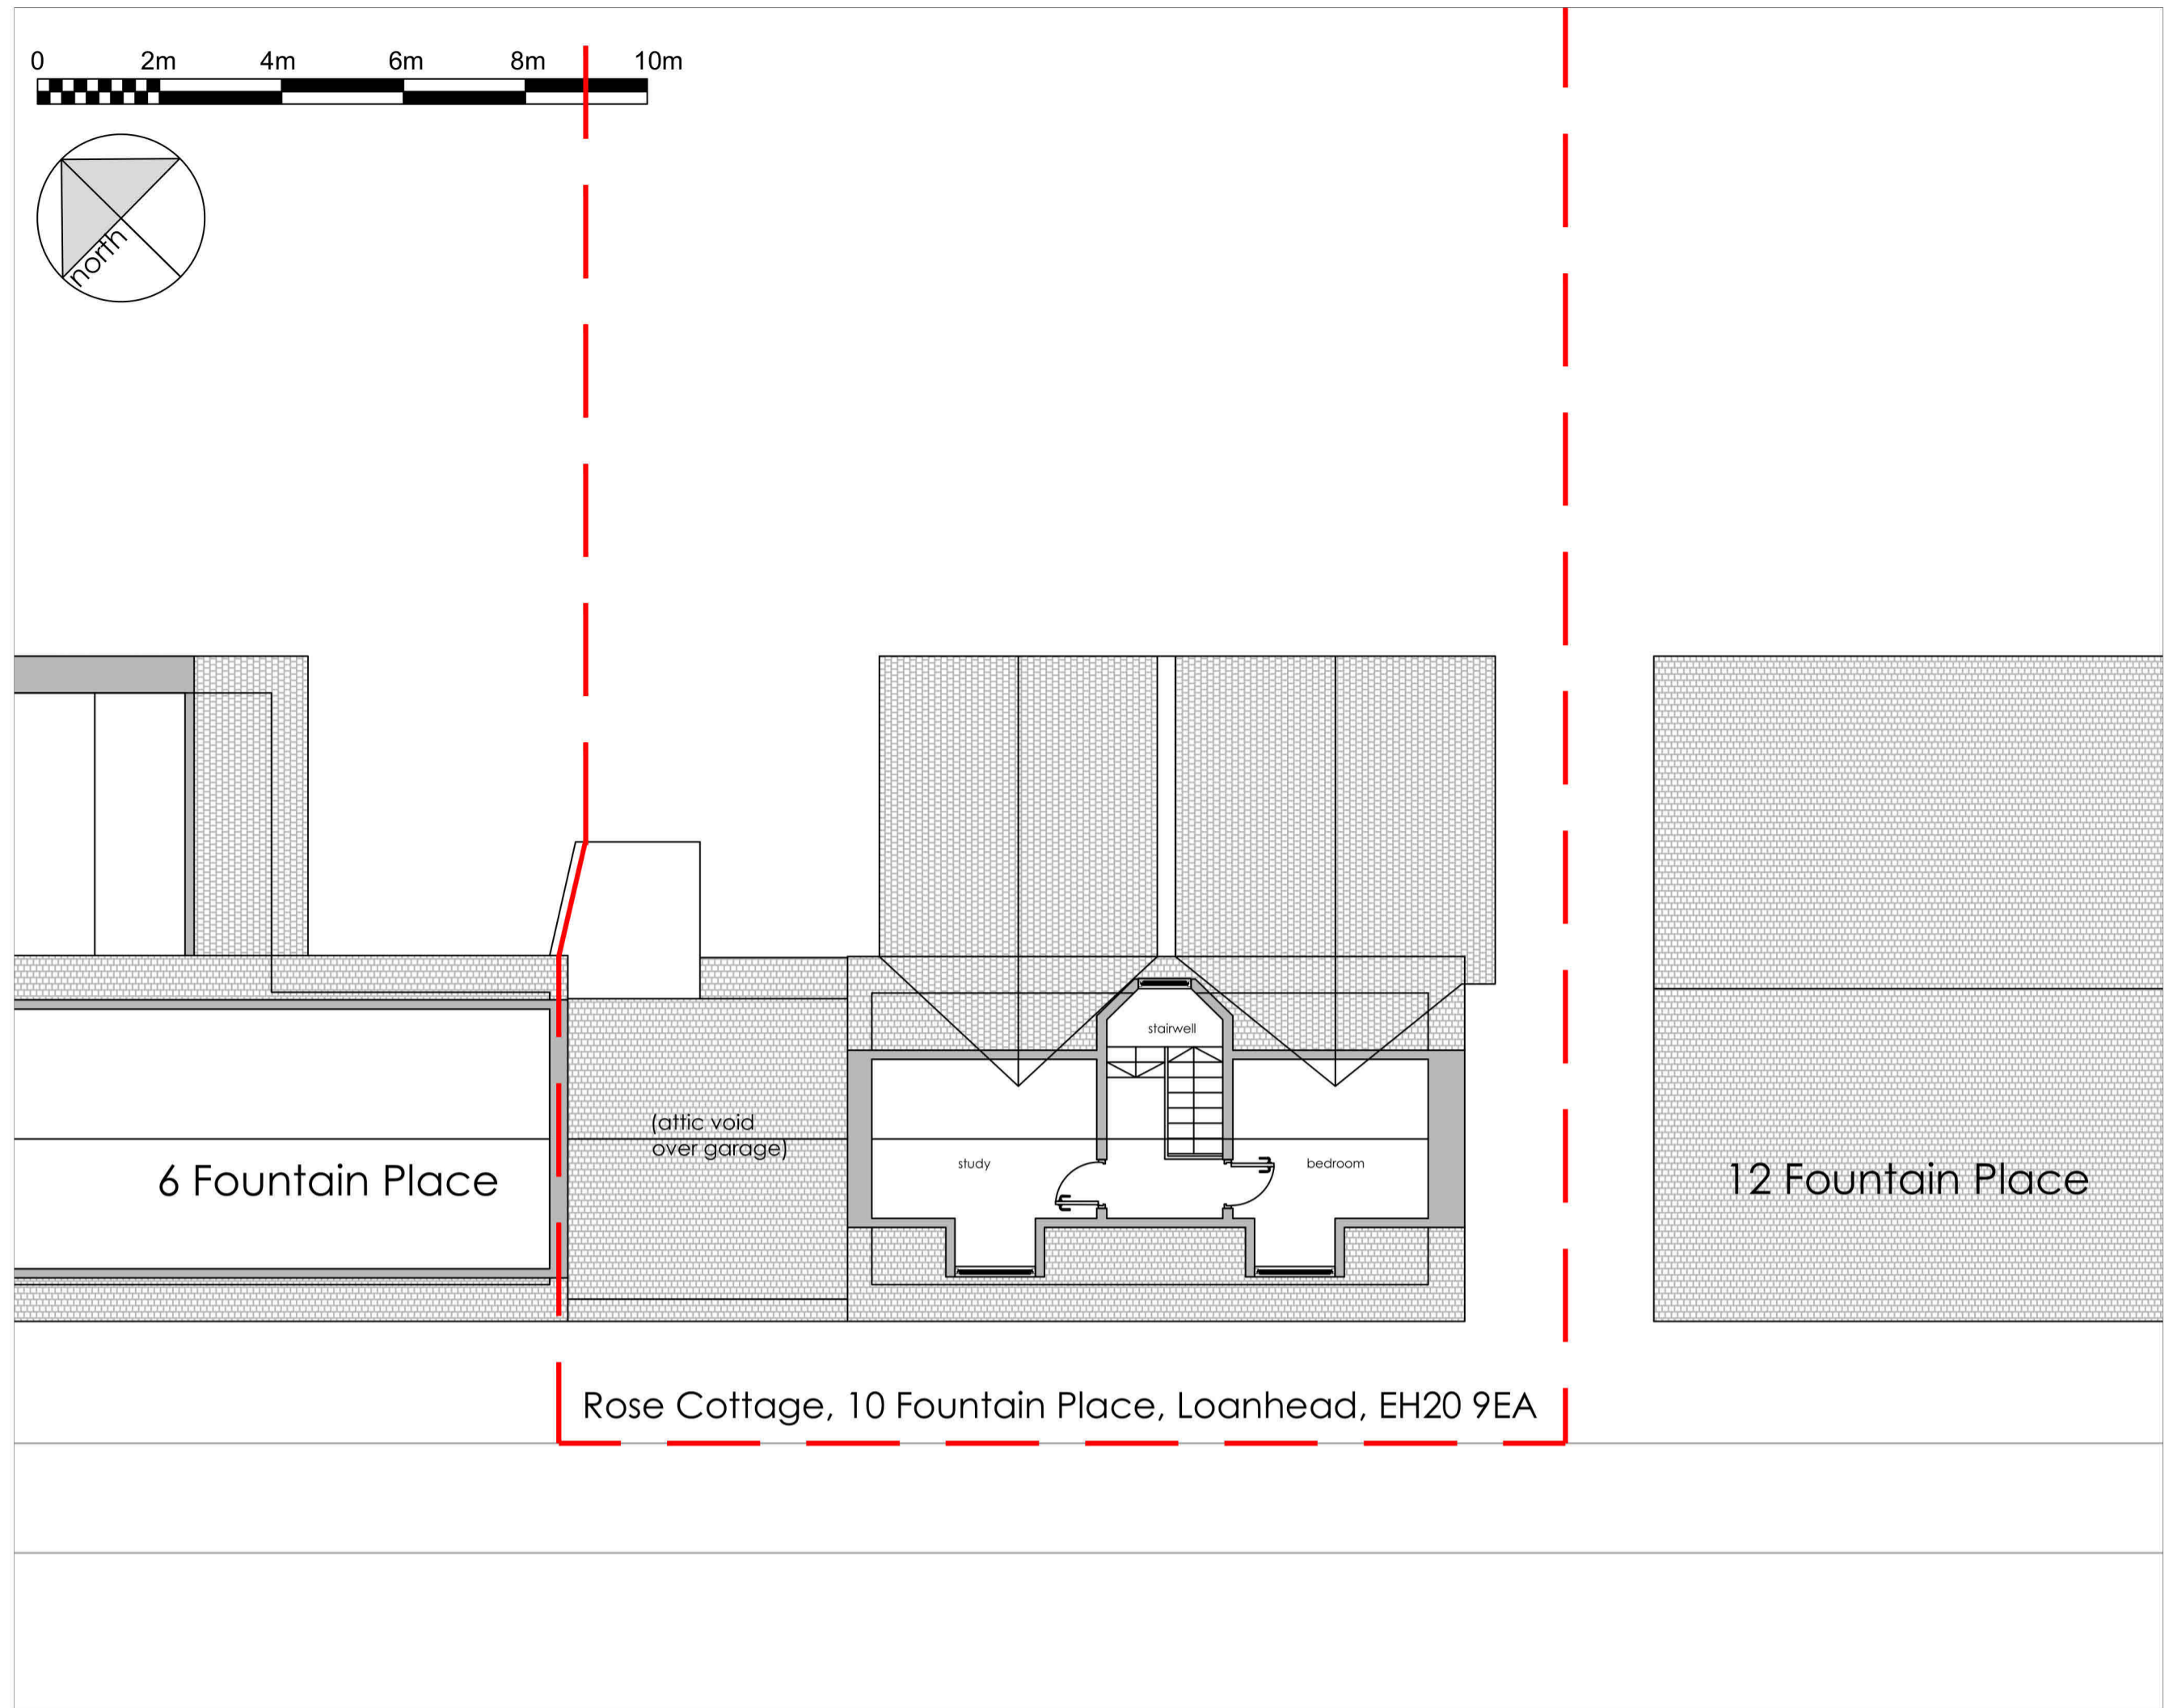 0 2m 4m 6m 8m 10m
north
stairwell
(attic void
over garage)
study
bedroom
6 Fountain Place
12 Fountain Place
Rose Cottage, 10 Fountain Place, Loanhead, EH20 9EA